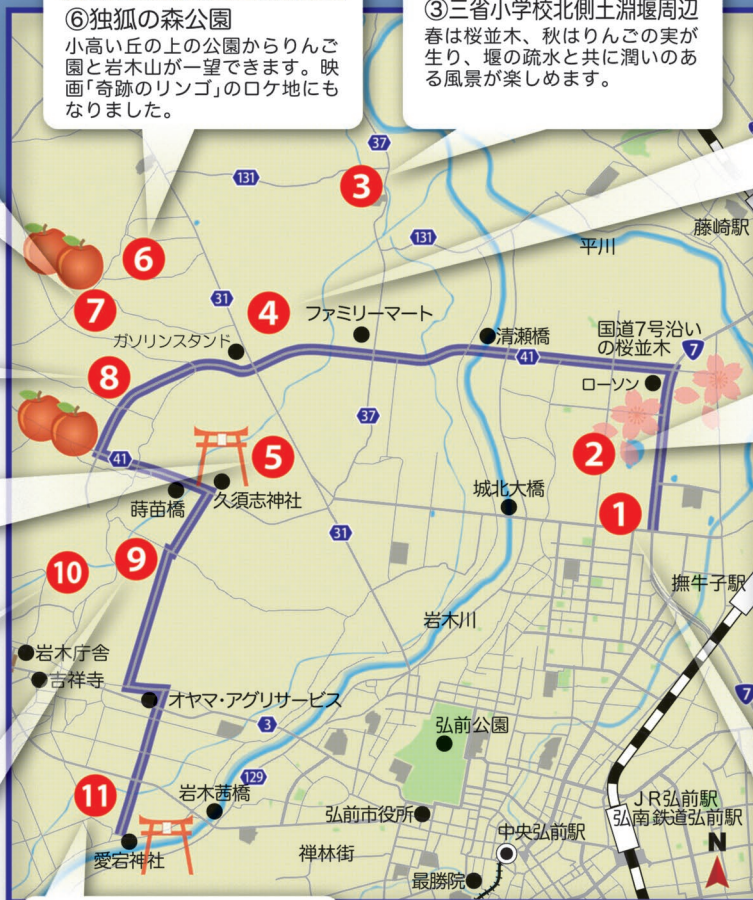 ⑥独狐の森公園
小高い丘の上の公園からりんご
園と岩木山が一望できます。映
画「奇跡のリンゴ」のロケ地にも
なりました。
③三省小学校北側土淵堰周辺
春は桜並木、秋はりんごの実が
生り、堰の疏水と共に潤いのあ
る風景が楽しめます。
37
131
3
藤崎駅
131
平川
6
31
7
4
ファミリーマート
ガソリンスタンド
清瀬橋
国道7号沿い
の桜並木
7
41
8
ローソン
37
2
41
5
城北大橋
蒔苗橋
久須志神社
1
31
9
10
撫牛子駅
岩木川
岩木庁舎
吉祥寺
7
オヤマ・アグリサービス
3
弘前公園
129
11
岩木茜橋
JR弘前駅
弘南鉄道弘前駅
弘前市役所
中央弘前駅
N
愛宕神社
禅林街
最勝院